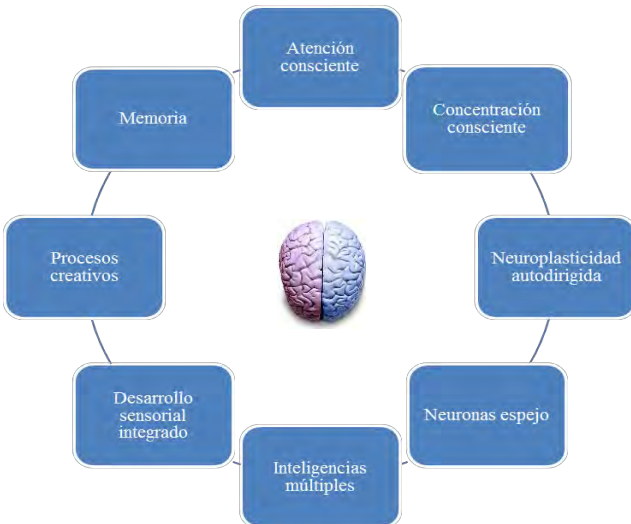 Atención
consciente
Concentración
consciente
Neuroplasticidad
autodirigida
Neuronas espejo
Inteligencias
múltiples
Desarrollo
sensorial
integrado
Procesos
creativos
Memoria